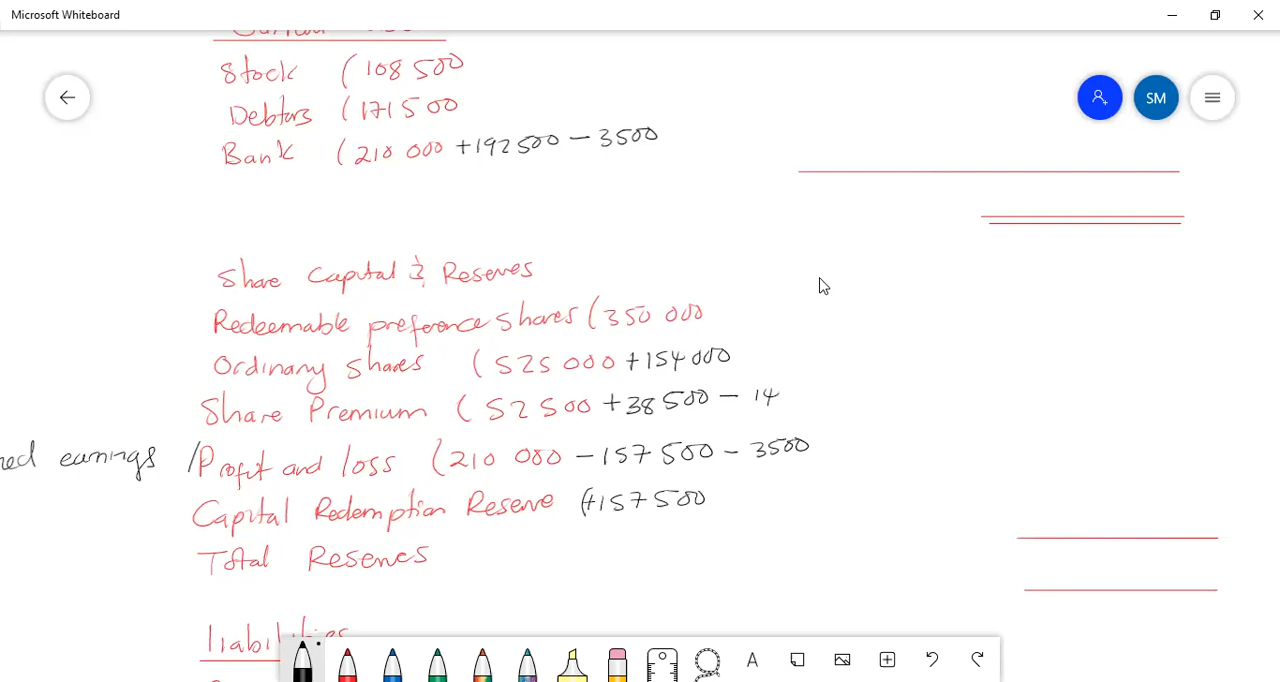 Microsoft Whiteboard
Stock (108 500
Debtors (171 500
SM
Bank (210 000 +192 500 - 3500
Share Capital & Reserves
Redeemable preference shares (350 000
Ordinary shares (525 000 +154 000
Share Premium (52 500 +38 500 - 14
ned earnings / Profit and loss (210 000 - 157 500 - 3500
Capital Redemption Reserve (+157 500
Total Reserves
liabilities
A